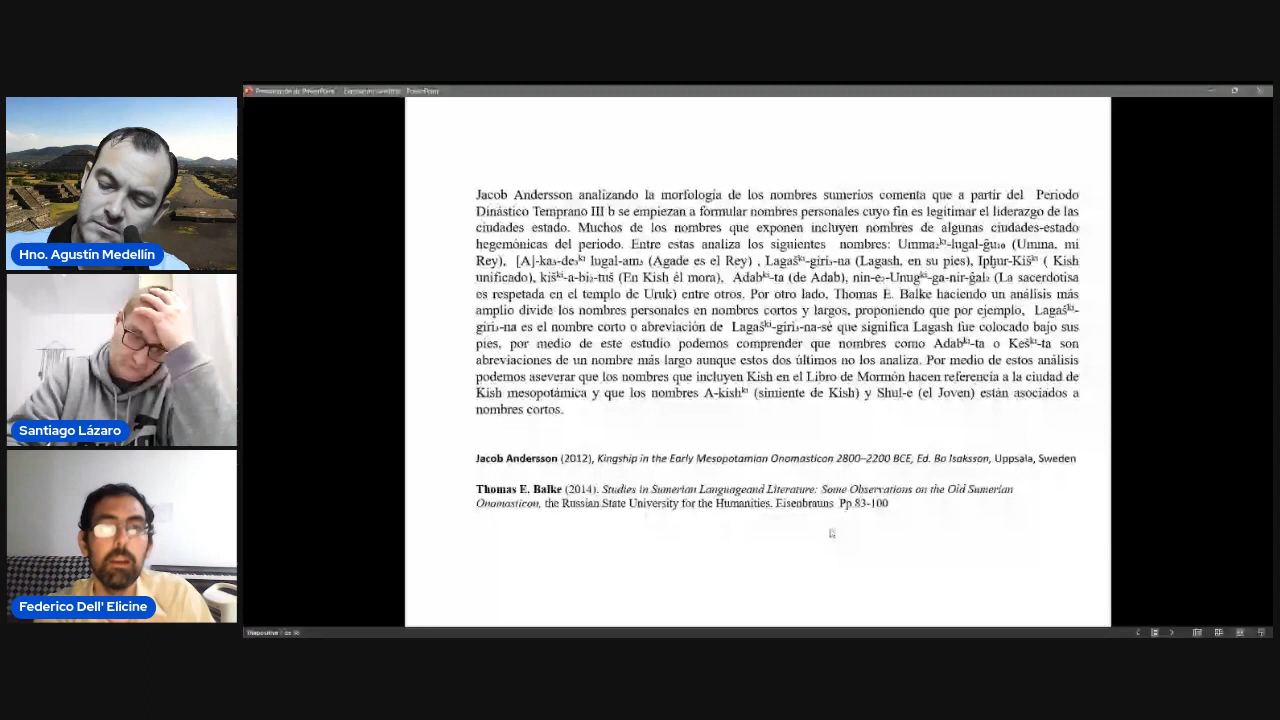 Presentación de PowerPoint
PowerPoint
Jacob Andersson analizando la morfología de los nombres sumerios comenta que a partir del Periodo
Dinástico Temprano III b se empiezan a formular nombres personales cuyo fin es legitimar el liderazgo de las
ciudades estado. Muchos de los nombres que exponen incluyen nombres de algunas ciudades-estado
hegemónicas del periodo. Entre estas analiza los siguientes nombres: Umma₂ᵏⁱ-lugal-ĝu₁₀ (Umma, mi
Rey), [A]-ka₃-de₃ᵏⁱ lugal-am₃ (Agade es el Rey) , Lagašᵏⁱ-giri₃-na (Lagash, en su pies), Ipḫur-Kišᵏⁱ ( Kish
unificado), kišᵏⁱ-a-bi₂-tuš (En Kish él mora), Adabᵏⁱ-ta (de Adab), nin-e₂-Unugᵏⁱ-ga-nir-ĝal₂ (La sacerdotisa
es respetada en el templo de Uruk) entre otros. Por otro lado, Thomas E. Balke haciendo un análisis más
amplio divide los nombres personales en nombres cortos y largos, proponiendo que por ejemplo, Lagašᵏⁱ-
giri₃-na es el nombre corto o abreviación de Lagašᵏⁱ-giri₃-na-sè que significa Lagash fue colocado bajo sus
pies, por medio de este estudio podemos comprender que nombres como Adabᵏⁱ-ta o Kešᵏⁱ-ta son
abreviaciones de un nombre más largo aunque estos dos últimos no los analiza. Por medio de estos análisis
podemos aseverar que los nombres que incluyen Kish en el Libro de Mormón hacen referencia a la ciudad de
Kish mesopotámica y que los nombres A-kishᵏⁱ (simiente de Kish) y Shul-e (el Joven) están asociados a
nombres cortos.
Jacob Andersson (2012), Kingship in the Early Mesopotamian Onomasticon 2800–2200 BCE, Ed. Bo Isaksson, Uppsala, Sweden
Thomas E. Balke (2014). Studies in Sumerian Languageand Literature: Some Observations on the Old Sumerian
Onomasticon, the Russian State University for the Humanities. Eisenbrauns Pp 83-100
Hno. Agustín Medellín
Santiago Lázaro
Federico Dell' Elicine